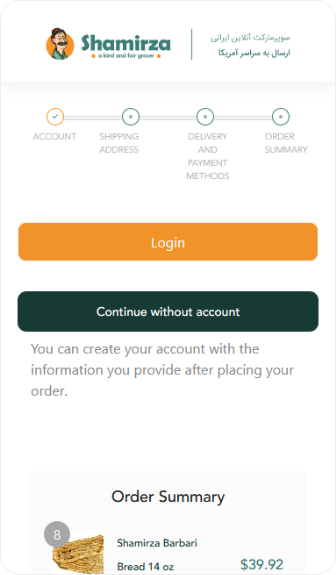 Shamirza
a kind and fair grocer
سوپرمارکت آنلاین ایرانی
ارسال به سراسر آمریکا
ACCOUNT
SHIPPING
ADDRESS
DELIVERY
AND
PAYMENT
METHODS
ORDER
SUMMARY
Login
Continue without account
You can create your account with the
information you provide after placing your
order.
Order Summary
8
Shamirza Barbari
Bread 14 oz
$39.92